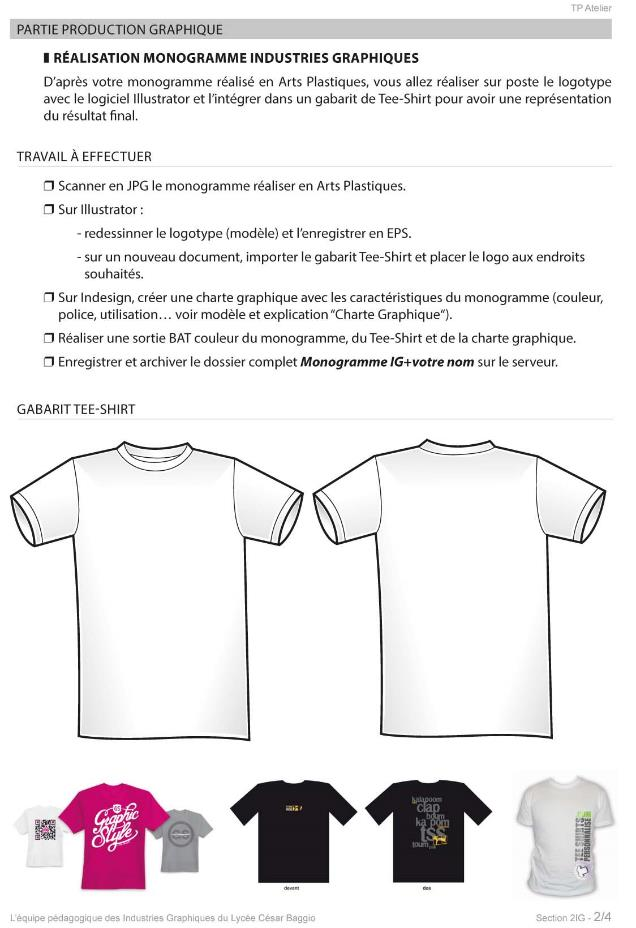 TP Atelier
PARTIE PRODUCTION GRAPHIQUE
RÉALISATION MONOGRAMME INDUSTRIES GRAPHIQUES
D'après votre monogramme réalisé en Arts Plastiques, vous allez réaliser sur poste le logotype
avec le logiciel Illustrator et l'intégrer dans un gabarit de Tee-Shirt pour avoir une représentation
du résultat final.
TRAVAIL À EFFECTUER
❒ Scanner en JPG le monogramme réaliser en Arts Plastiques.
❒ Sur Illustrator :
- redessinner le logotype (modèle) et l'enregistrer en EPS.
- sur un nouveau document, importer le gabarit Tee-Shirt et placer le logo aux endroits
souhaités.
❒ Sur Indesign, créer une charte graphique avec les caractéristiques du monogramme (couleur,
police, utilisation… voir modèle et explication "Charte Graphique").
❒ Réaliser une sortie BAT couleur du monogramme, du Tee-Shirt et de la charte graphique.
❒ Enregistrer et archiver le dossier complet Monogramme IG+votre nom sur le serveur.
GABARIT TEE-SHIRT
Graphic
Style
kalapoom
clap
boum
ka pom
tss
toum
TEE SHIRTS
PERSONNALISÉ
devant
dos
L'équipe pédagogique des Industries Graphiques du Lycée César Baggio
Section 2IG - 2/4